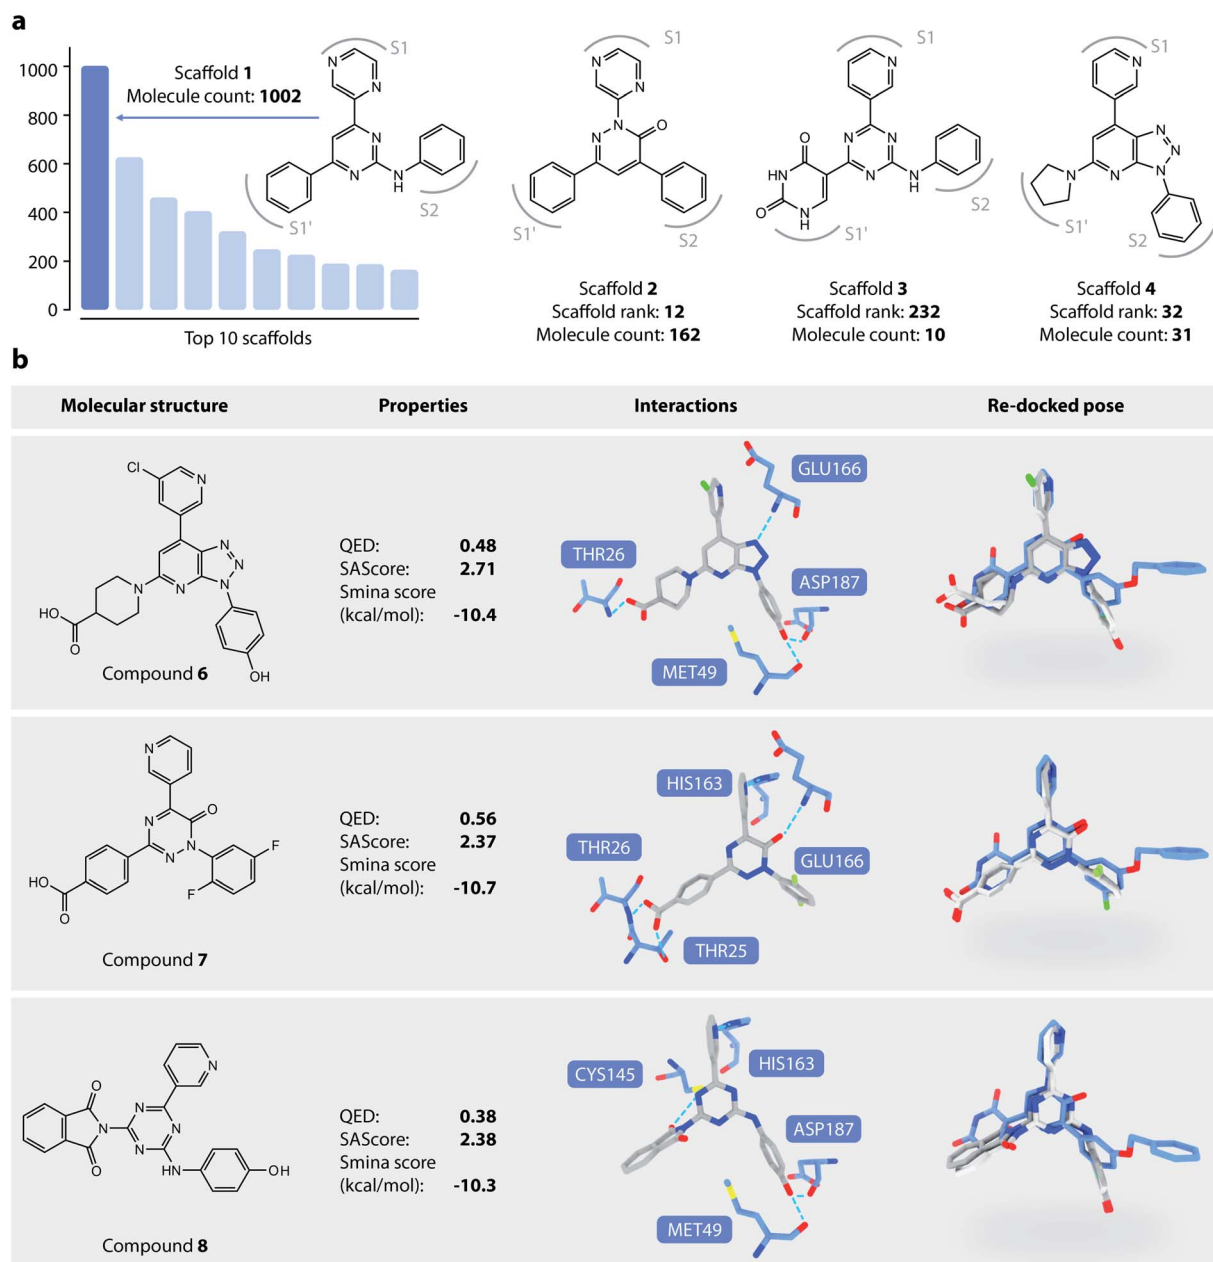 a
1000
800
600
400
200
0
Scaffold 1
Molecule count: 1002
Top 10 scaffolds
N
N
N
N
N
H
S1
S1'
S2
N
N
N
N
O
S1
S1'
S2
Scaffold 2
Scaffold rank: 12
Molecule count: 162
N
N
N
N
N
H
O
HN
O
N
H
S1
S1'
S2
Scaffold 3
Scaffold rank: 232
Molecule count: 10
N
N
N
N
N
N
S1
S1'
S2
Scaffold 4
Scaffold rank: 32
Molecule count: 31
b
Molecular structure
Properties
Interactions
Re-docked pose
Cl
N
N
N
N
N
N
HO
O
OH
Compound 6
QED: 0.48
SAScore: 2.71
Smina score
(kcal/mol): -10.4
GLU166
THR26
ASP187
MET49
N
N
O
N
N
F
F
HO
O
Compound 7
QED: 0.56
SAScore: 2.37
Smina score
(kcal/mol): -10.7
HIS163
THR26
GLU166
THR25
N
O
N
N
N
N
O
HN
OH
Compound 8
QED: 0.38
SAScore: 2.38
Smina score
(kcal/mol): -10.3
CYS145
HIS163
ASP187
MET49